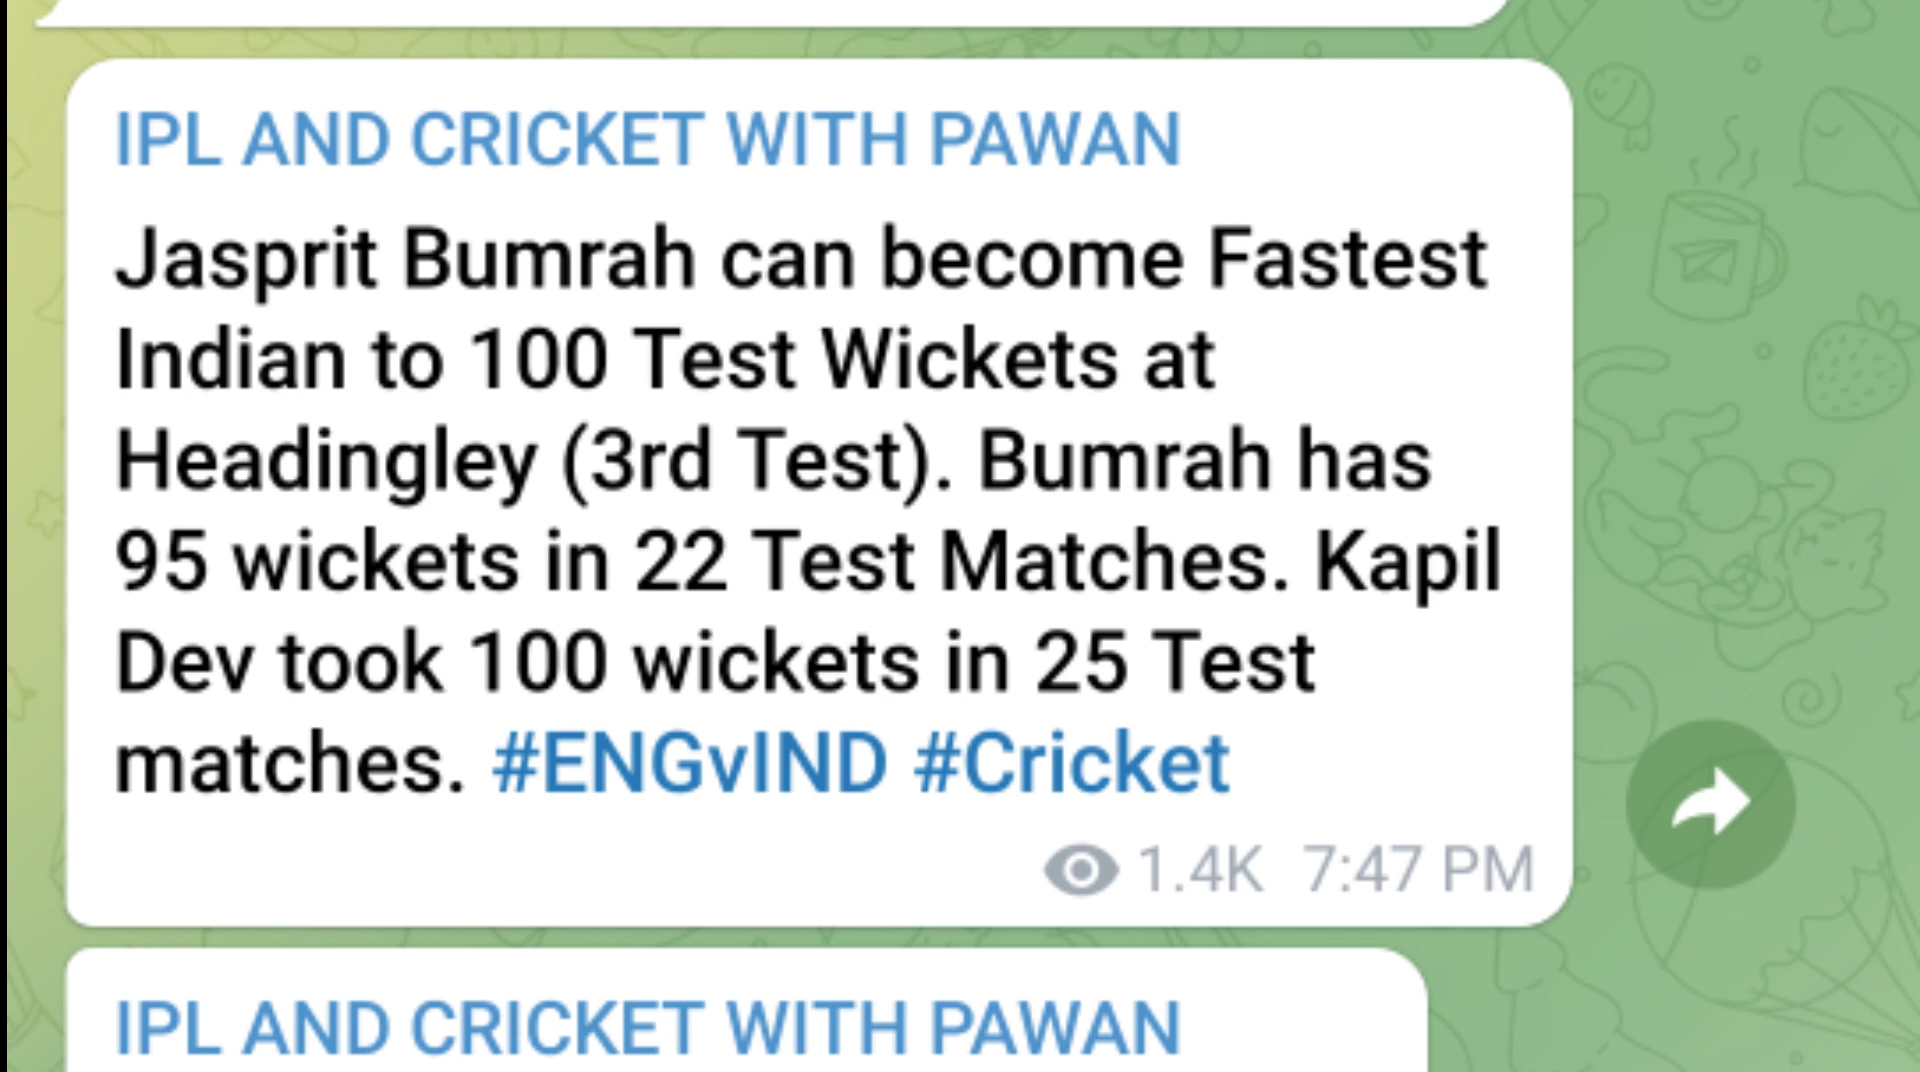 IPL AND CRICKET WITH PAWAN
Jasprit Bumrah can become Fastest
Indian to 100 Test Wickets at
Headingley (3rd Test). Bumrah has
95 wickets in 22 Test Matches. Kapil
Dev took 100 wickets in 25 Test
matches. #ENGvIND #Cricket
1.4K 7:47 PM
IPL AND CRICKET WITH PAWAN